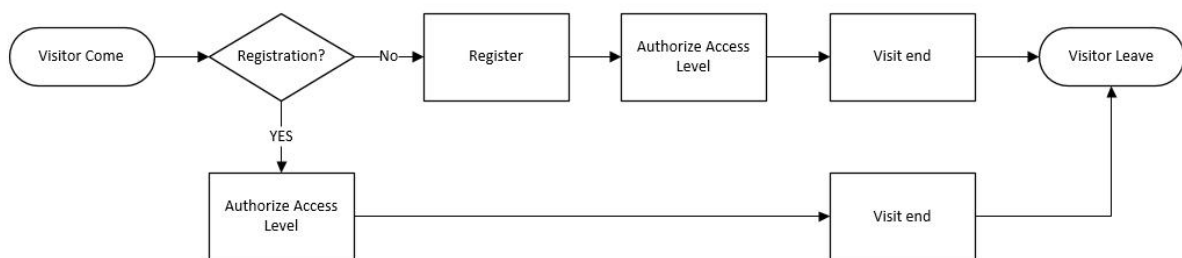 Visitor Come
Registration?
No
Register
Authorize Access
Level
Visit end
Visitor Leave
YES
Authorize Access
Level
Visit end